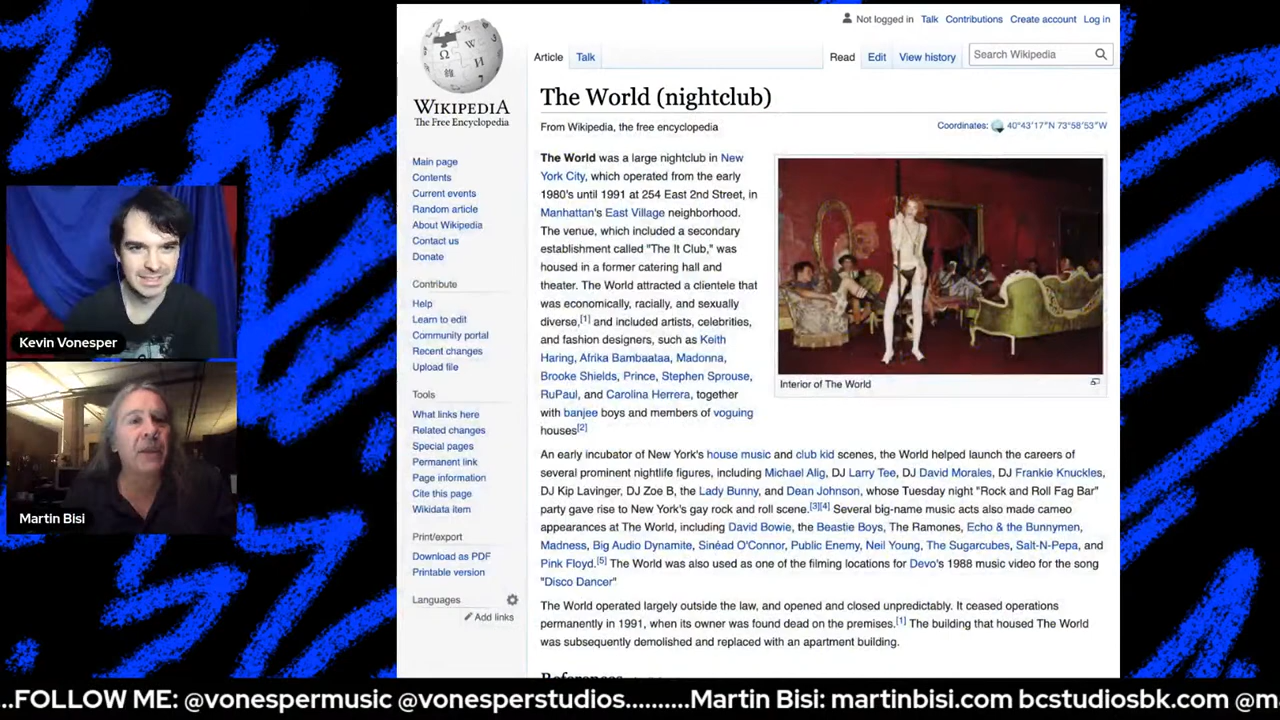 Not logged in Talk Contributions Create account Log in
Article Talk Read Edit View history Search Wikipedia
WIKIPEDIA
The Free Encyclopedia
Main page
Contents
Current events
Random article
About Wikipedia
Contact us
Donate
Contribute
Help
Learn to edit
Community portal
Recent changes
Upload file
Tools
What links here
Related changes
Special pages
Permanent link
Page information
Cite this page
Wikidata item
Print/export
Download as PDF
Printable version
Languages
Add links
The World (nightclub)
From Wikipedia, the free encyclopedia
Coordinates: 40°43′17″N 73°58′53″W
The World was a large nightclub in New
York City, which operated from the early
1980's until 1991 at 254 East 2nd Street, in
Manhattan's East Village neighborhood.
The venue, which included a secondary
establishment called "The It Club," was
housed in a former catering hall and
theater. The World attracted a clientele that
was economically, racially, and sexually
diverse,[1] and included artists, celebrities,
and fashion designers, such as Keith
Haring, Afrika Bambaataa, Madonna,
Brooke Shields, Prince, Stephen Sprouse,
RuPaul, and Carolina Herrera, together
with banjee boys and members of voguing
houses[2]
Interior of The World
An early incubator of New York's house music and club kid scenes, the World helped launch the careers of
several prominent nightlife figures, including Michael Alig, DJ Larry Tee, DJ David Morales, DJ Frankie Knuckles,
DJ Kip Lavinger, DJ Zoe B, the Lady Bunny, and Dean Johnson, whose Tuesday night "Rock and Roll Fag Bar"
party gave rise to New York's gay rock and roll scene.[3][4] Several big-name music acts also made cameo
appearances at The World, including David Bowie, the Beastie Boys, The Ramones, Echo & the Bunnymen,
Madness, Big Audio Dynamite, Sinéad O'Connor, Public Enemy, Neil Young, The Sugarcubes, Salt-N-Pepa, and
Pink Floyd.[5] The World was also used as one of the filming locations for Devo's 1988 music video for the song
"Disco Dancer"
The World operated largely outside the law, and opened and closed unpredictably. It ceased operations
permanently in 1991, when its owner was found dead on the premises.[1] The building that housed The World
was subsequently demolished and replaced with an apartment building.
Kevin Vonesper
Martin Bisi
..FOLLOW ME: @vonespermusic @vonesperstudios..........Martin Bisi: martinbisi.com bcstudiosbk.com @m